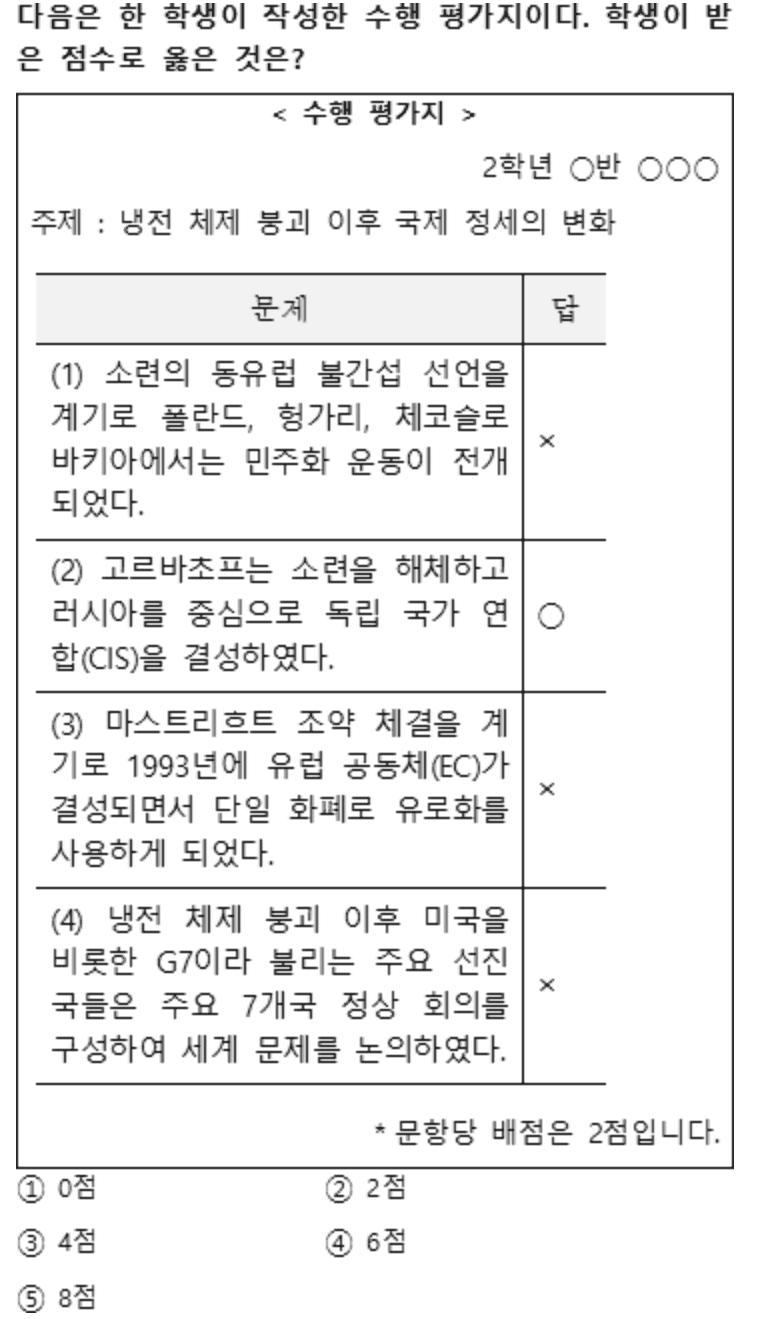 다음은 한 학생이 작성한 수행 평가지이다. 학생이 받
은 점수로 옳은 것은?
< 수행 평가지 >
2학년 ○반 ○○○
주제 : 냉전 체제 붕괴 이후 국제 정세의 변화
문제 답
(1) 소련의 동유럽 불간섭 선언을
계기로 폴란드, 헝가리, 체코슬로
바키아에서는 민주화 운동이 전개
되었다.
×
(2) 고르바초프는 소련을 해체하고
러시아를 중심으로 독립 국가 연
합(CIS)을 결성하였다.
○
(3) 마스트리흐트 조약 체결을 계
기로 1993년에 유럽 공동체(EC)가
결성되면서 단일 화폐로 유로화를
사용하게 되었다.
×
(4) 냉전 체제 붕괴 이후 미국을
비롯한 G7이라 불리는 주요 선진
국들은 주요 7개국 정상 회의를
구성하여 세계 문제를 논의하였다.
×
* 문항당 배점은 2점입니다.
① 0점 ② 2점
③ 4점 ④ 6점
⑤ 8점